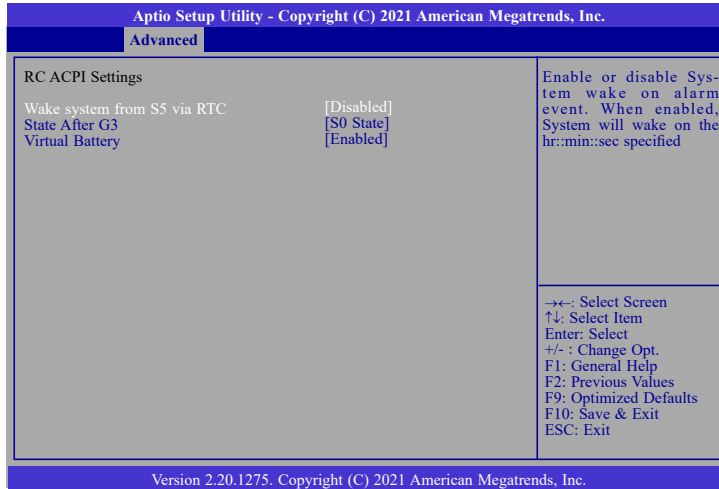 Aptio Setup Utility - Copyright (C) 2021 American Megatrends, Inc.
Advanced
RC ACPI Settings
Wake system from S5 via RTC [Disabled]
State After G3 [S0 State]
Virtual Battery [Enabled]
Enable or disable Sys-
tem wake on alarm
event. When enabled,
System will wake on the
hr::min::sec specified
→←: Select Screen
↑↓: Select Item
Enter: Select
+/- : Change Opt.
F1: General Help
F2: Previous Values
F9: Optimized Defaults
F10: Save & Exit
ESC: Exit
Version 2.20.1275. Copyright (C) 2021 American Megatrends, Inc.